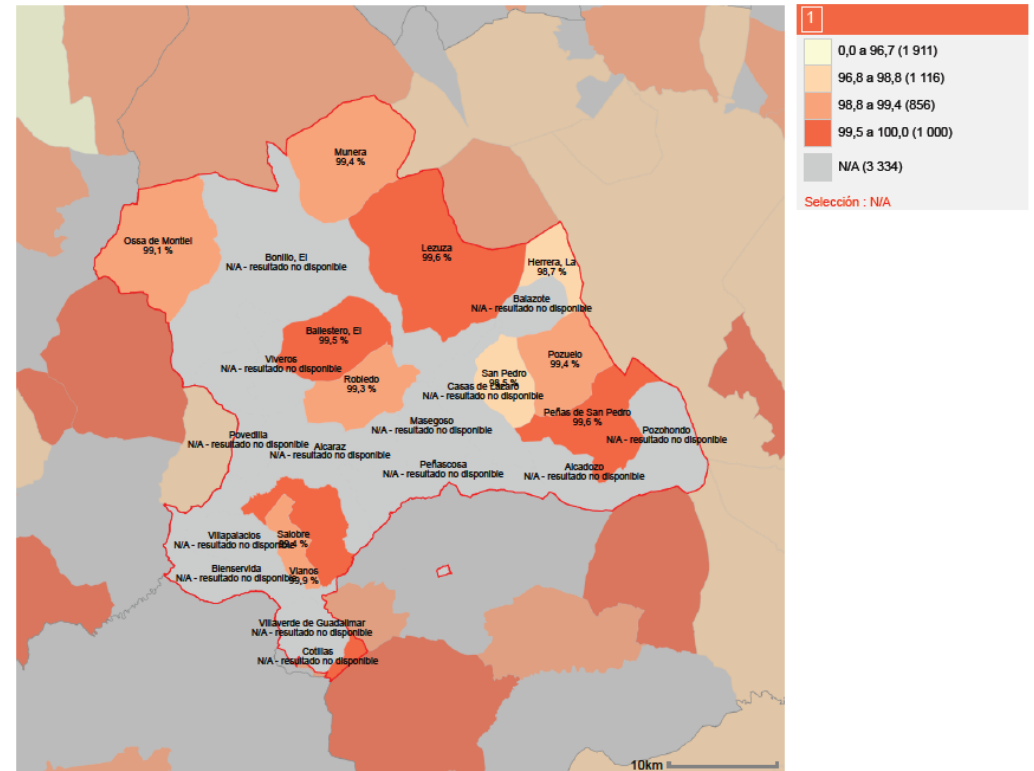 1
0,0 a 96,7 (1 911)
96,8 a 98,8 (1 116)
98,8 a 99,4 (856)
99,5 a 100,0 (1 000)
N/A (3 334)
Selección : N/A
Munera
99,4 %
Ossa de Montiel
99,1 %
Bonillo, El
N/A - resultado no disponible
Lezuza
99,6 %
Herrera, La
98,7 %
Balazote
N/A - resultado no disponible
Ballestero, El
99,5 %
Viveros
N/A - resultado no disponible
Robledo
99,3 %
Pozuelo
99,4 %
San Pedro
98,5 %
Casas de Lázaro
N/A - resultado no disponible
Peñas de San Pedro
99,6 %
Masegoso
N/A - resultado no disponible
Pozohondo
N/A - resultado no disponible
Povedilla
N/A - resultado no disponible
Alcaraz
N/A - resultado no disponible
Peñascosa
N/A - resultado no disponible
Alcadozo
N/A - resultado no disponible
Villapalacios
N/A - resultado no disponible
Salobre
99,4 %
Bienservida
N/A - resultado no disponible
Vianos
99,9 %
Villaverde de Guadalimar
N/A - resultado no disponible
Cotillas
N/A - resultado no disponible
10km